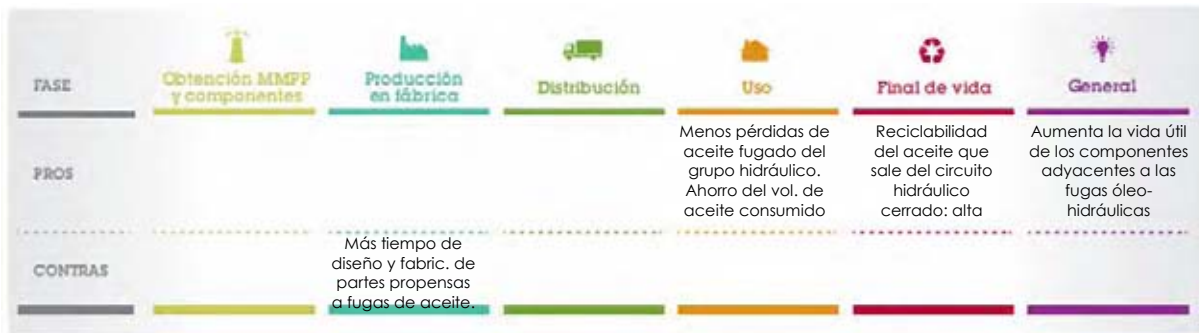 FASE
Obtención MMPP
y componentes
Producción
en fábrica
Distribución
Uso
Final de vida
General
PROS
Menos pérdidas de
aceite fugado del
grupo hidráulico.
Ahorro del vol. de
aceite consumido
Reciclabilidad
del aceite que
sale del circuito
hidráulico
cerrado: alta
Aumenta la vida útil
de los componentes
adyacentes a las
fugas óleo-
hidráulicas
CONTRAS
Más tiempo de
diseño y fabric. de
partes propensas
a fugas de aceite.